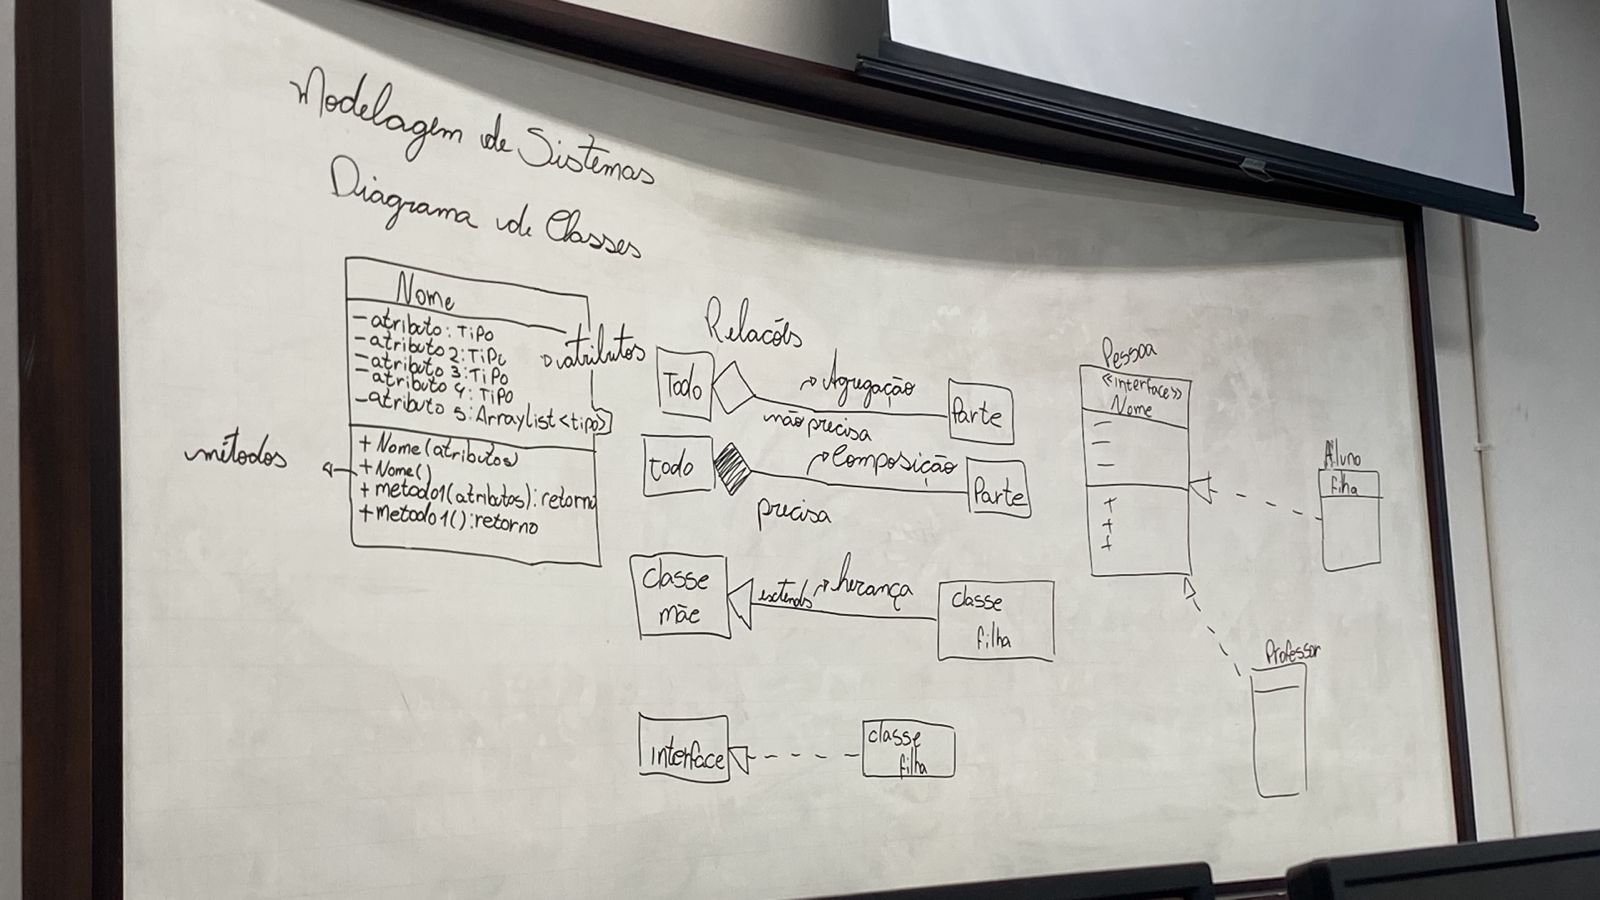 Modelagem de Sistemas
Diagrama de Classes
Nome
- atributo: TiPo
- atributo 2: TiPo
- atributo 3: TiPo
- atributo 4: TiPo
- atributo 5: Arraylist<tipo>
atributos
métodos
+ Nome(atributos)
+ Nome()
+ metodo1(atributos): retorno
+ metodo1(): retorno
Relacões
Todo
Agregação
não precisa
Parte
todo
Composição
precisa
Parte
classe
mãe
extends
herança
classe
filha
interface
classe
filha
Pessoa
<<interface>>
Nome
-
-
-
+
+
+
Aluno
filha
Professor